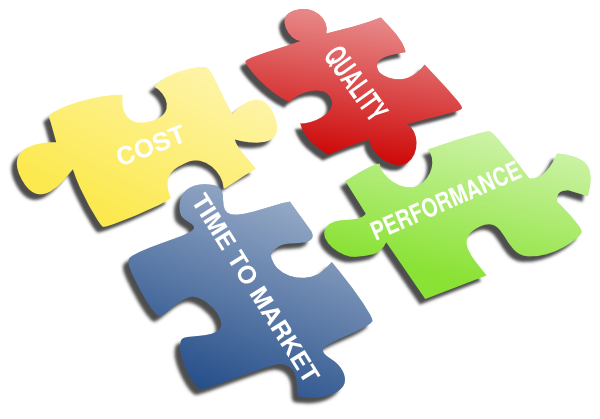 QUALITY
COST
PERFORMANCE
TIME TO MARKET